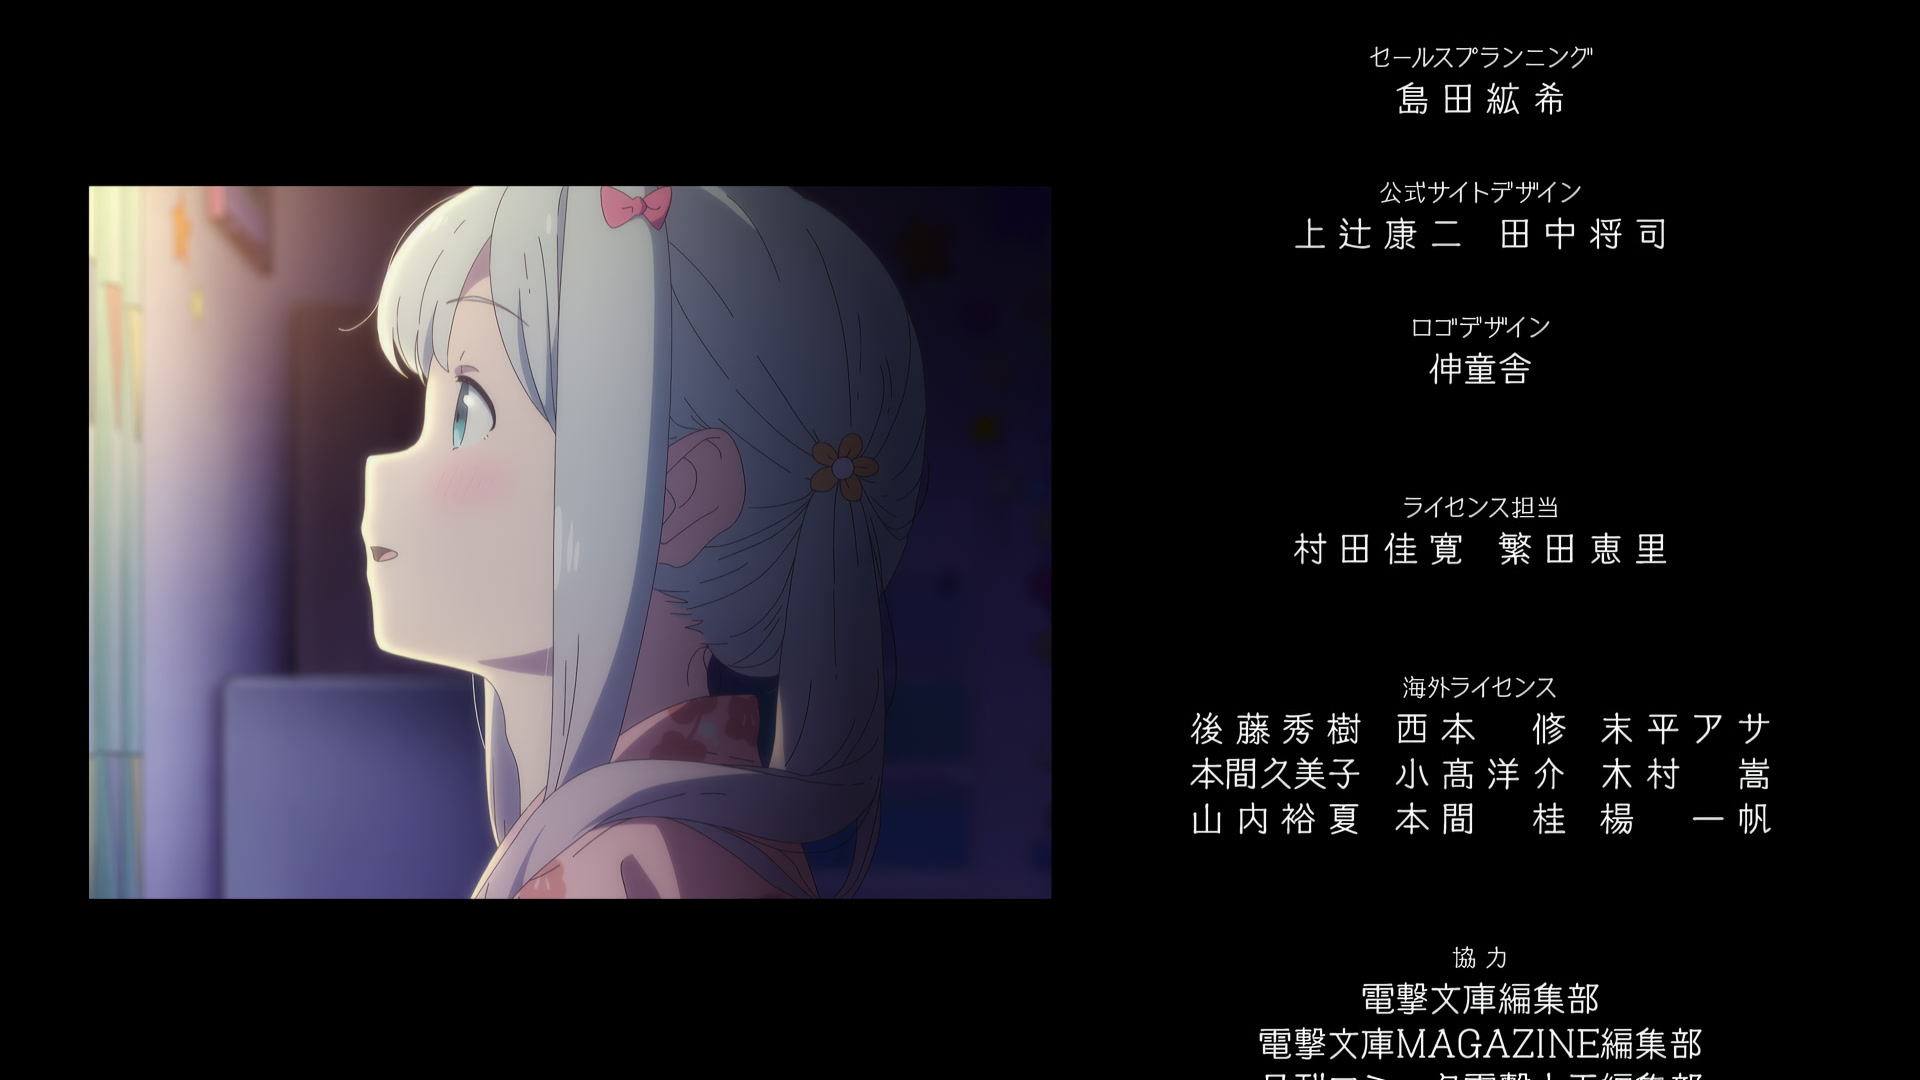 セールスプランニング
島田紘希
公式サイトデザイン
上辻康二 田中将司
ロゴデザイン
伸童舎
ライセンス担当
村田佳寛 繁田恵里
海外ライセンス
後藤秀樹 西本 修 末平アサ
本間久美子 小髙洋介 木村 嵩
山内裕夏 本間 桂 楊 一帆
協力
電撃文庫編集部
電撃文庫MAGAZINE編集部